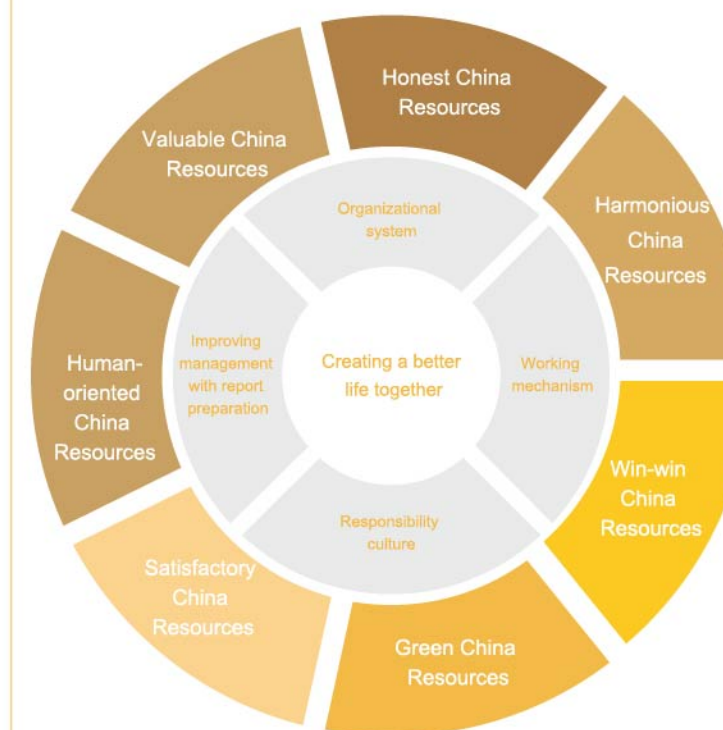 Honest China
Resources
Harmonious
China
Resources
Win-win
China
Resources
Green China
Resources
Satisfactory
China
Resources
Human-
oriented
China
Resources
Valuable China
Resources
Organizational
system
Working
mechanism
Responsibility
culture
Improving
management
with report
preparation
Creating a better
life together